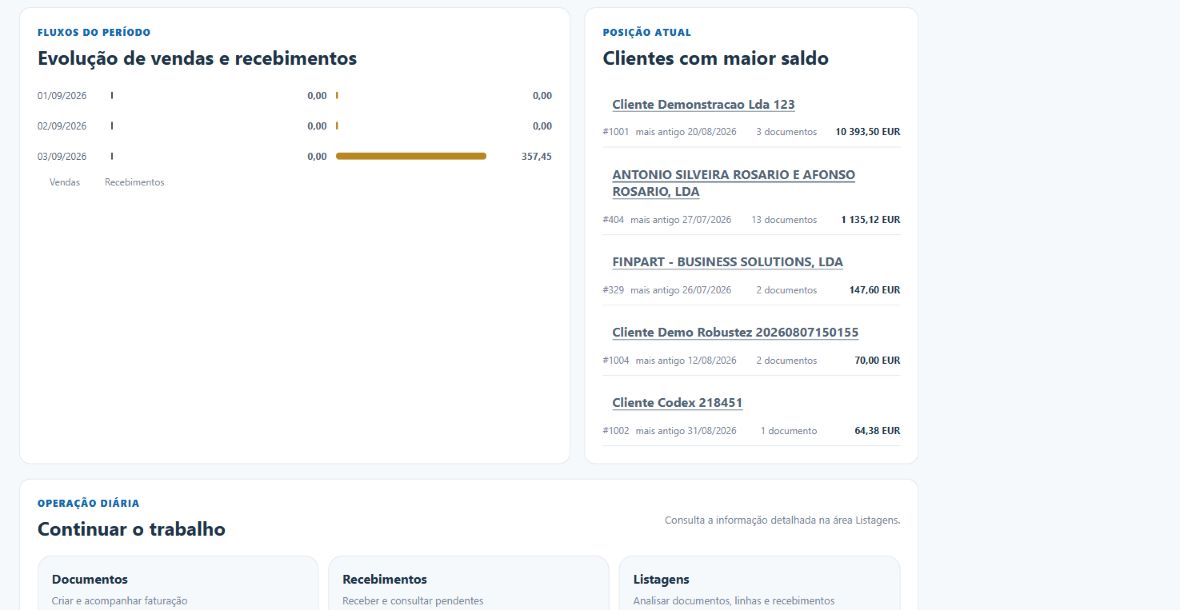 FLUXOS DO PERÍODO
Evolução de vendas e recebimentos
01/09/2026 0,00 0,00
02/09/2026 0,00 0,00
03/09/2026 0,00 357,45
Vendas Recebimentos
POSIÇÃO ATUAL
Clientes com maior saldo
Cliente Demonstracao Lda 123
#1001 mais antigo 20/08/2026 3 documentos 10 393,50 EUR
ANTONIO SILVEIRA ROSARIO E AFONSO
ROSARIO, LDA
#404 mais antigo 27/07/2026 13 documentos 1 135,12 EUR
FINPART - BUSINESS SOLUTIONS, LDA
#329 mais antigo 26/07/2026 2 documentos 147,60 EUR
Cliente Demo Robustez 20260807150155
#1004 mais antigo 12/08/2026 2 documentos 70,00 EUR
Cliente Codex 218451
#1002 mais antigo 31/08/2026 1 documento 64,38 EUR
OPERAÇÃO DIÁRIA
Continuar o trabalho
Consulta a informação detalhada na área Listagens.
Documentos
Criar e acompanhar faturação
Recebimentos
Receber e consultar pendentes
Listagens
Analisar documentos, linhas e recebimentos